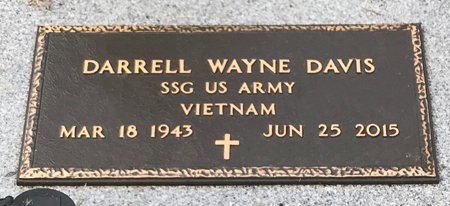 DARRELL WAYNE DAVIS
SSG US ARMY
VIETNAM
MAR 18 1943 JUN 25 2015